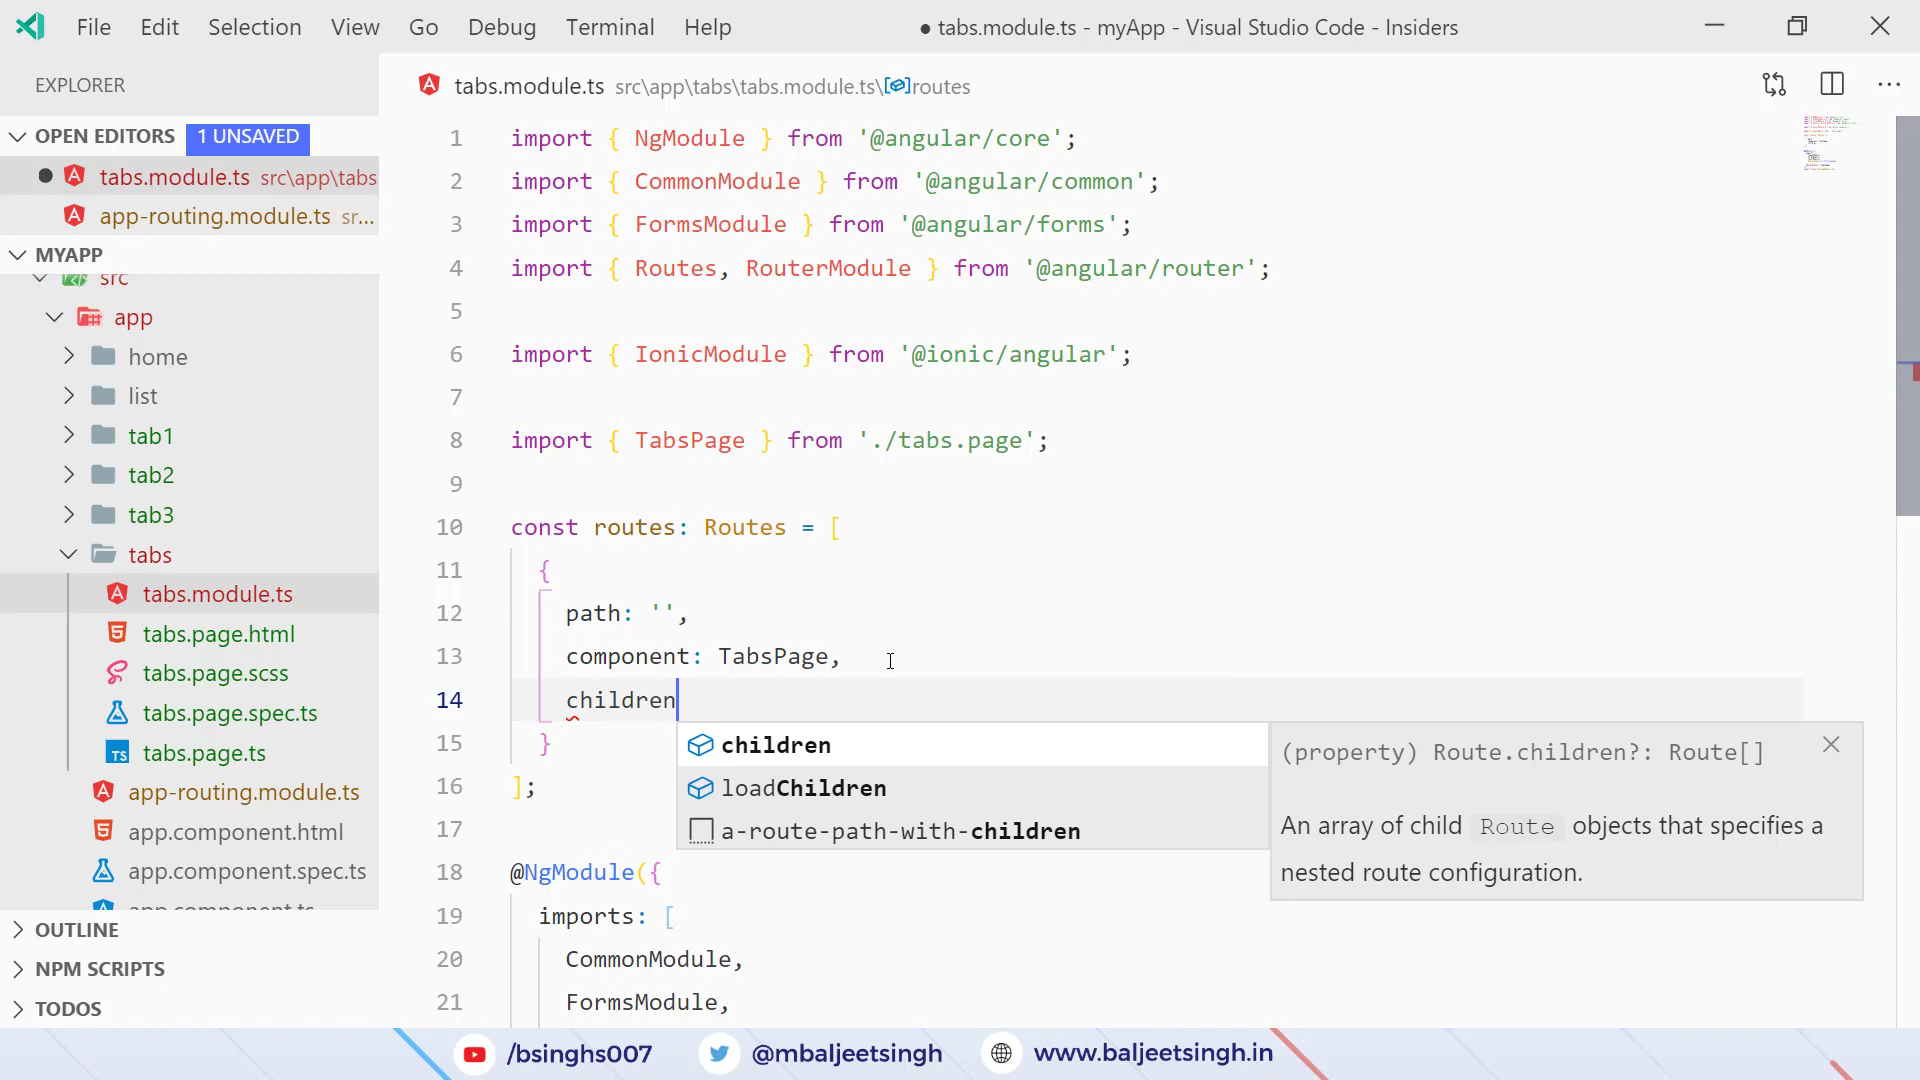 File Edit Selection View Go Debug Terminal Help
● tabs.module.ts - myApp - Visual Studio Code - Insiders
EXPLORER
OPEN EDITORS 1 UNSAVED
tabs.module.ts src\app\tabs
app-routing.module.ts sr...
MYAPP
src
app
home
list
tab1
tab2
tab3
tabs
tabs.module.ts
tabs.page.html
tabs.page.scss
tabs.page.spec.ts
TS tabs.page.ts
app-routing.module.ts
app.component.html
app.component.spec.ts
app.component.ts
OUTLINE
NPM SCRIPTS
TODOS
tabs.module.ts src\app\tabs\tabs.module.ts\routes
1 import { NgModule } from '@angular/core';
2 import { CommonModule } from '@angular/common';
3 import { FormsModule } from '@angular/forms';
4 import { Routes, RouterModule } from '@angular/router';
5
6 import { IonicModule } from '@ionic/angular';
7
8 import { TabsPage } from './tabs.page';
9
10 const routes: Routes = [
11 {
12 path: '',
13 component: TabsPage,
14 children
15 }
16 ];
17
18 @NgModule({
19 imports: [
20 CommonModule,
21 FormsModule,
children
loadChildren
a-route-path-with-children
(property) Route.children?: Route[]
An array of child Route objects that specifies a
nested route configuration.
/bsinghs007 @mbaljeetsingh www.baljeetsingh.in